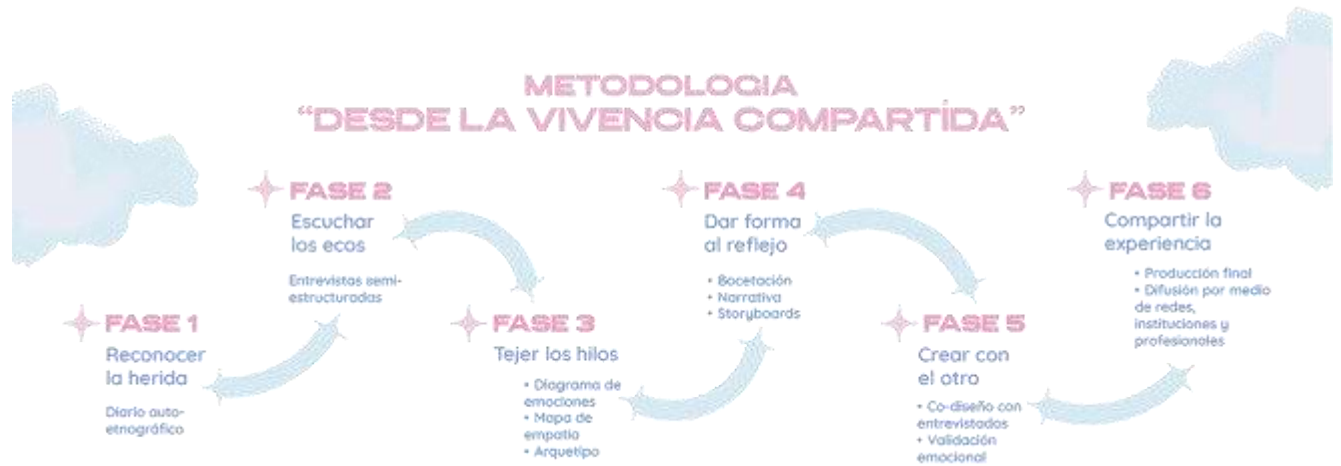 METODOLOGIA
“DESDE LA VIVENCIA COMPARTÍDA”
FASE 1
Reconocer
la herida
Diario auto-
etnográfico
FASE 2
Escuchar
los ecos
Entrevistas semi-
estructuradas
FASE 3
Tejer los hilos
• Diagrama de
emociones
• Mapa de
empatía
• Arquetipo
FASE 4
Dar forma
al reflejo
• Bocetación
• Narrativa
• Storyboards
FASE 5
Crear con
el otro
• Co-diseño con
entrevistados
• Validación
emocional
FASE 6
Compartir la
experiencia
• Producción final
• Difusión por medio
de redes,
instituciones y
profesionales